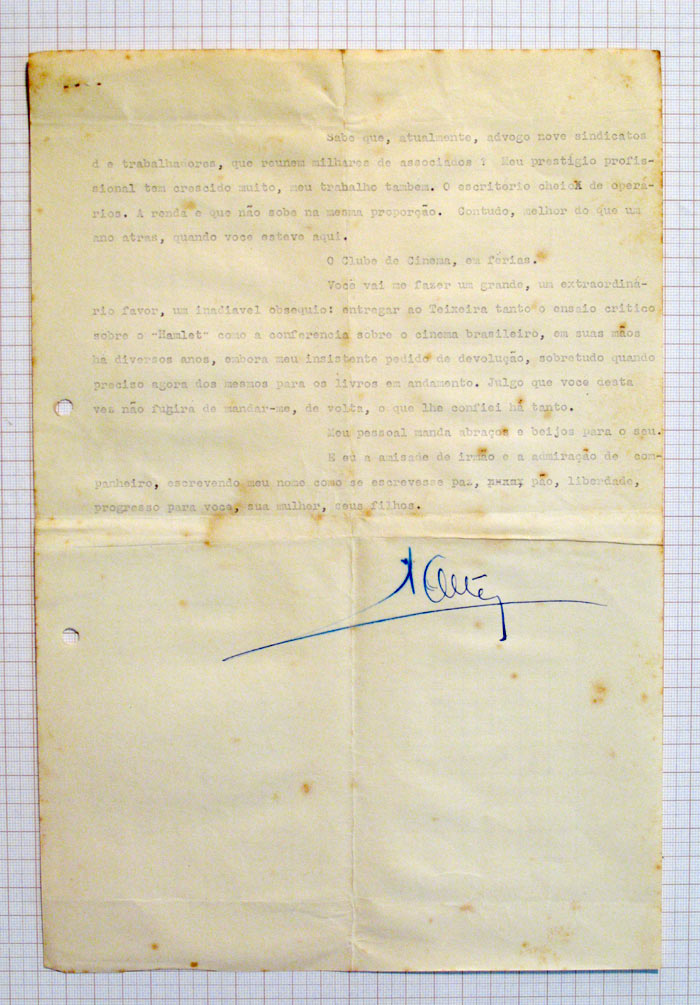 Sabe que, atualmente, advogo nove sindicatos
d e trabalhadores, que reunem milhares de associados ? Meu prestigio profis-
sional tem crescido muito, meu trabalho tambem. O escritorio cheio de operá-
rios. A renda e que não sobe na mesma proporção. Contudo, melhor do que um
ano atras, quando voce esteve aqui.
O Clube de Cinema, em férias.
Você vai me fazer um grande, um extraordiná-
rio favor, um inadiavel obsequio: entregar ao Teixeira tanto o ensaio critico
sobre o "Hamlet" como a conferencia sobre o cinema brasileiro, em suas mãos
há diversos anos, embora meu insistente pedido de devolução, sobretudo quando
preciso agora dos mesmos para os livros em andamento. Julgo que voce desta
ves não fugira de mandar-me, de volta, o que lhe confiei há tanto.
Meu pessoal manda abraços e beijos para o seu.
E eu a amisade de irmão e a admiração de com-
panheiro, escrevendo meu nome como se escrevesse paz, pão, liberdade,
progresso para voce, sua mulher, seus filhos.